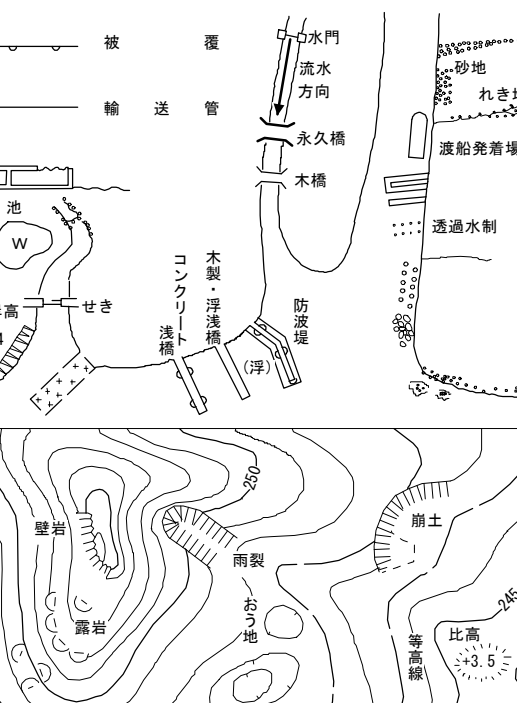 被覆
輸送管
水門
流水
方向
永久橋
木橋
砂地
れき
渡船発着場
透過水制
池
W
高
せき
コンクリート
浅橋
木製・浮浅橋
防波堤
(浮)
250
壁岩
雨裂
崩土
おう地
露岩
等高線
比高
+3.5
245